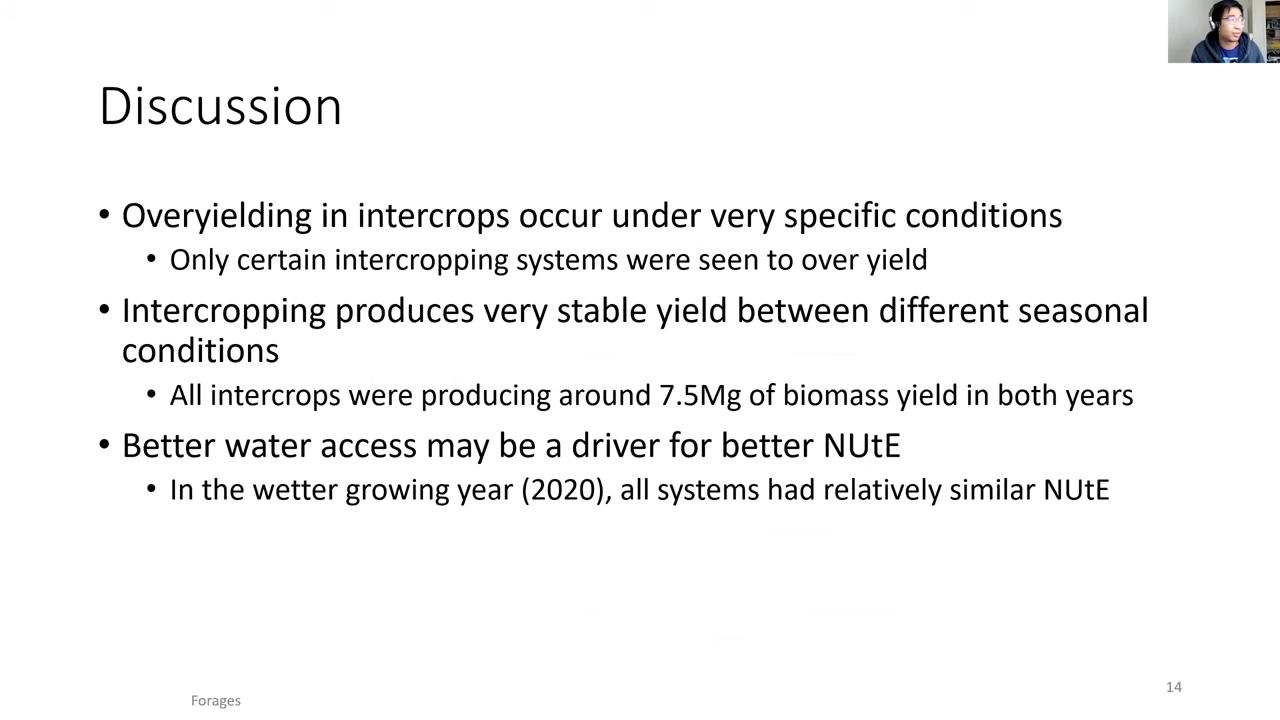 Discussion
• Overyielding in intercrops occur under very specific conditions
• Only certain intercropping systems were seen to over yield
• Intercropping produces very stable yield between different seasonal
conditions
• All intercrops were producing around 7.5Mg of biomass yield in both years
• Better water access may be a driver for better NUtE
• In the wetter growing year (2020), all systems had relatively similar NUtE
Forages
14